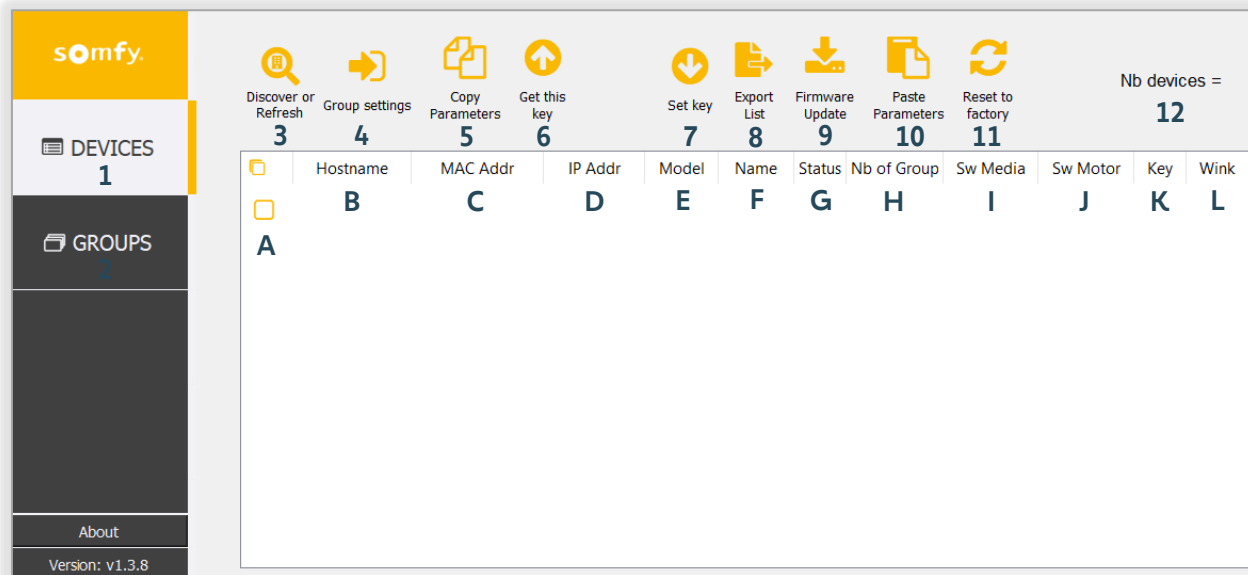 somfy.
DEVICES
1
GROUPS
2
About
Version: v1.3.8
Discover or
Refresh
3
Group settings
4
Copy
Parameters
5
Get this
key
6
Set key
7
Export
List
8
Firmware
Update
9
Paste
Parameters
10
Reset to
factory
11
Nb devices =
12
Hostname MAC Addr IP Addr Model Name Status Nb of Group Sw Media Sw Motor Key Wink
A B C D E F G H I J K L